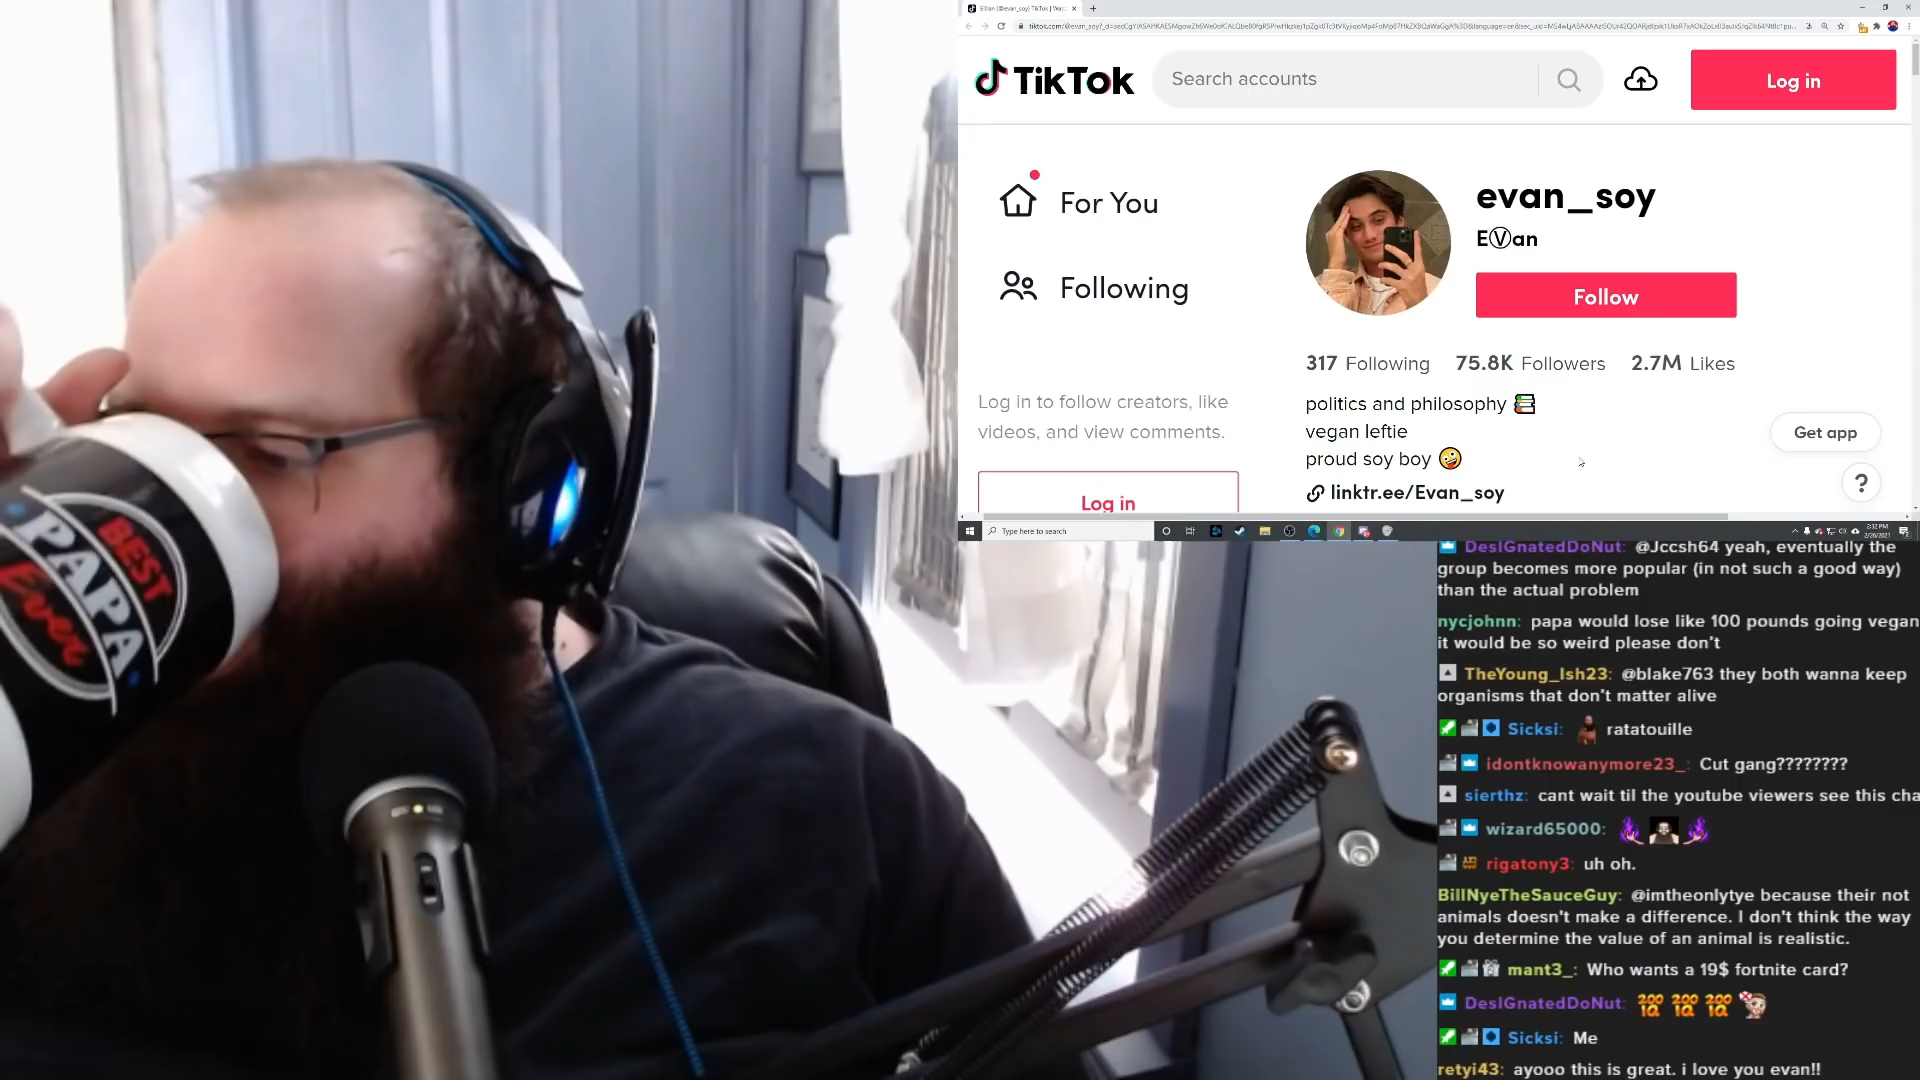 BEST
PAPA
Ever
TikTok
Search accounts
Log in
For You
Following
Log in to follow creators, like
videos, and view comments.
Log in
evan_soy
EⓋan
Follow
317 Following 75.8K Followers 2.7M Likes
politics and philosophy
vegan leftie
proud soy boy
linktr.ee/Evan_soy
Get app
?
Type here to search
2:32 PM
2/26/2021
DesIGnatedDoNut: @Jccsh64 yeah, eventually the
group becomes more popular (in not such a good way)
than the actual problem
nycjohnn: papa would lose like 100 pounds going vegan
it would be so weird please don't
TheYoung_Ish23: @blake763 they both wanna keep
organisms that don't matter alive
Sicksi: ratatouille
idontknowanymore23_: Cut gang????????
sierthz: cant wait til the youtube viewers see this cha
wizard65000:
rigatony3: uh oh.
BillNyeTheSauceGuy: @imtheonlytye because their not
animals doesn't make a difference. I don't think the way
you determine the value of an animal is realistic.
mant3_: Who wants a 19$ fortnite card?
DesIGnatedDoNut:
Sicksi: Me
retyi43: ayooo this is great. i love you evan!!